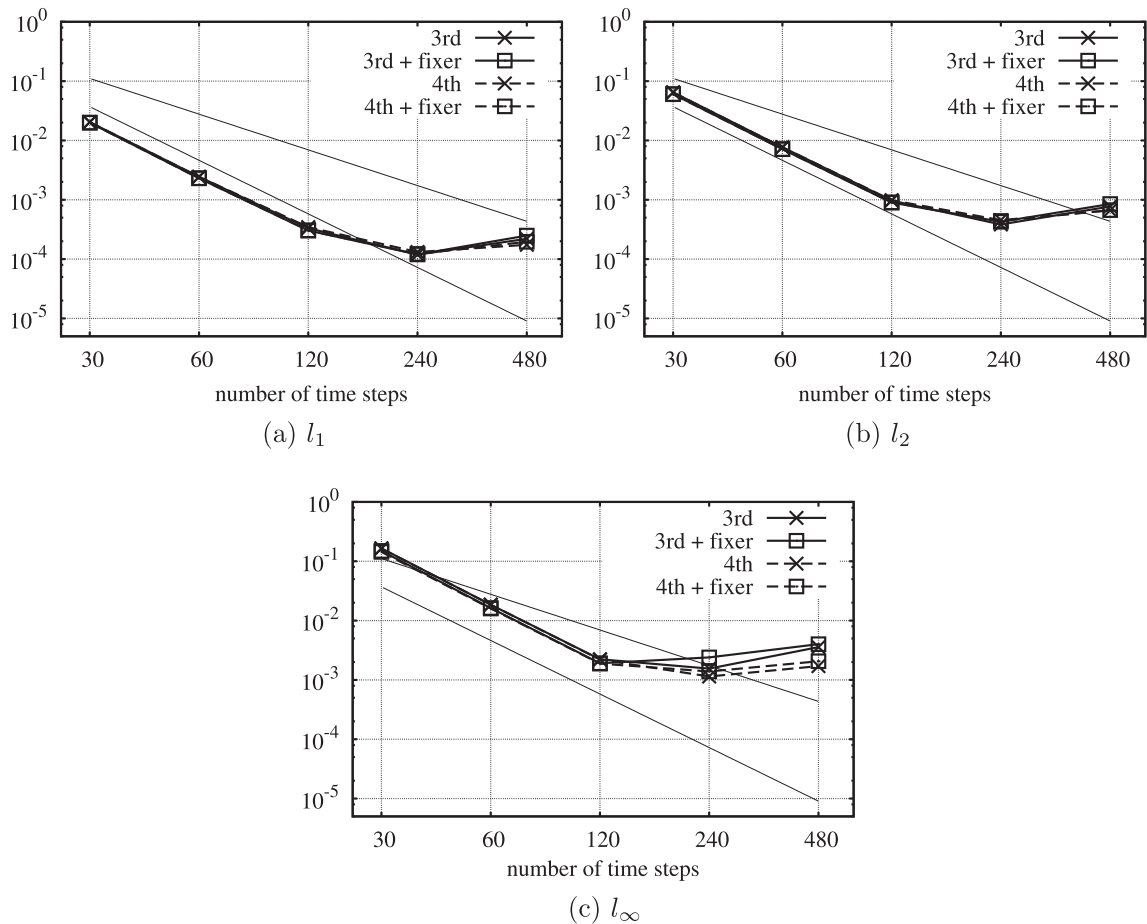 10^0
10^-1
10^-2
10^-3
10^-4
10^-5
3rd
3rd + fixer
4th
4th + fixer
30 60 120 240 480
number of time steps
(a) l_1
10^0
10^-1
10^-2
10^-3
10^-4
10^-5
3rd
3rd + fixer
4th
4th + fixer
30 60 120 240 480
number of time steps
(b) l_2
10^0
10^-1
10^-2
10^-3
10^-4
10^-5
3rd
3rd + fixer
4th
4th + fixer
30 60 120 240 480
number of time steps
(c) l_∞